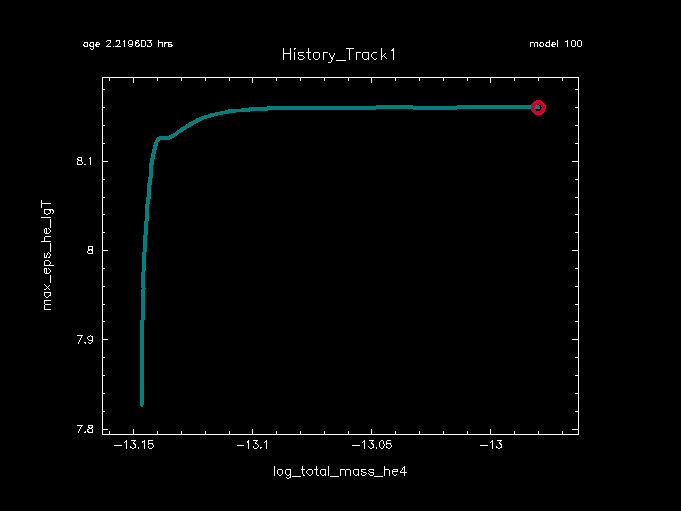 age 2.219603 hrs
model 100
History_Track1
8.1
8
7.9
7.8
max_eps_he_lgT
−13.15
−13.1
−13.05
−13
log_total_mass_he4